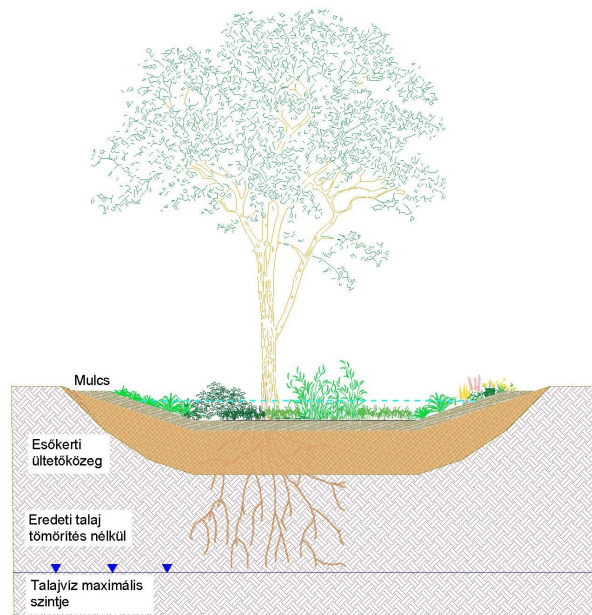 Mulcs
Esőkerti
ültetőközeg
Eredeti talaj
tömörítés nélkül
Talajvíz maximális
szintje